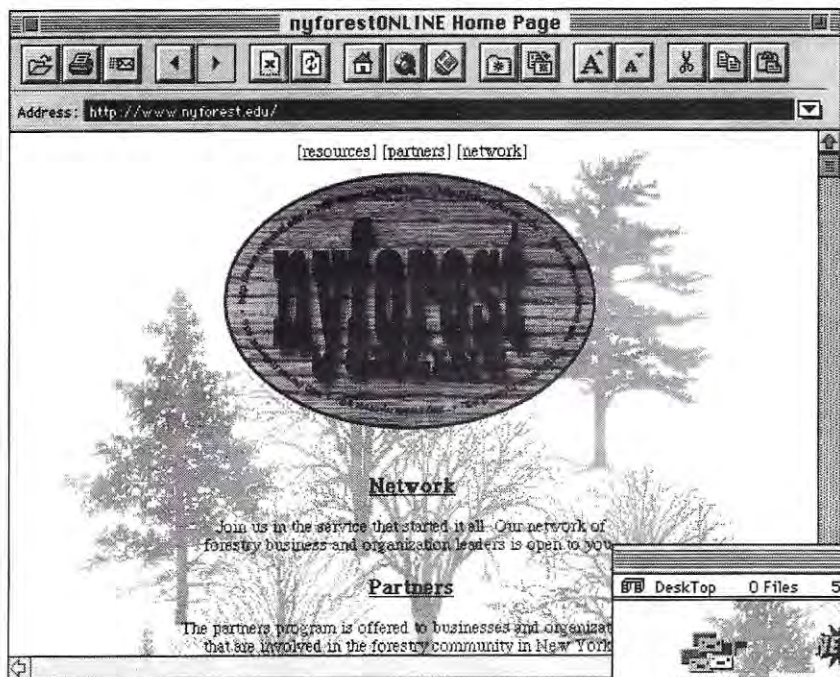 nyforestONLINE Home Page
Address: http://www.nyforest.edu/
[resources] [partners] [network]
nyforest
Network
Join us in the service that started it all. Our network of
forestry business and organization leaders is open to you
Partners
The partners program is offered to businesses and
that are involved in the forestry community in New York
DeskTop 0 Files 5